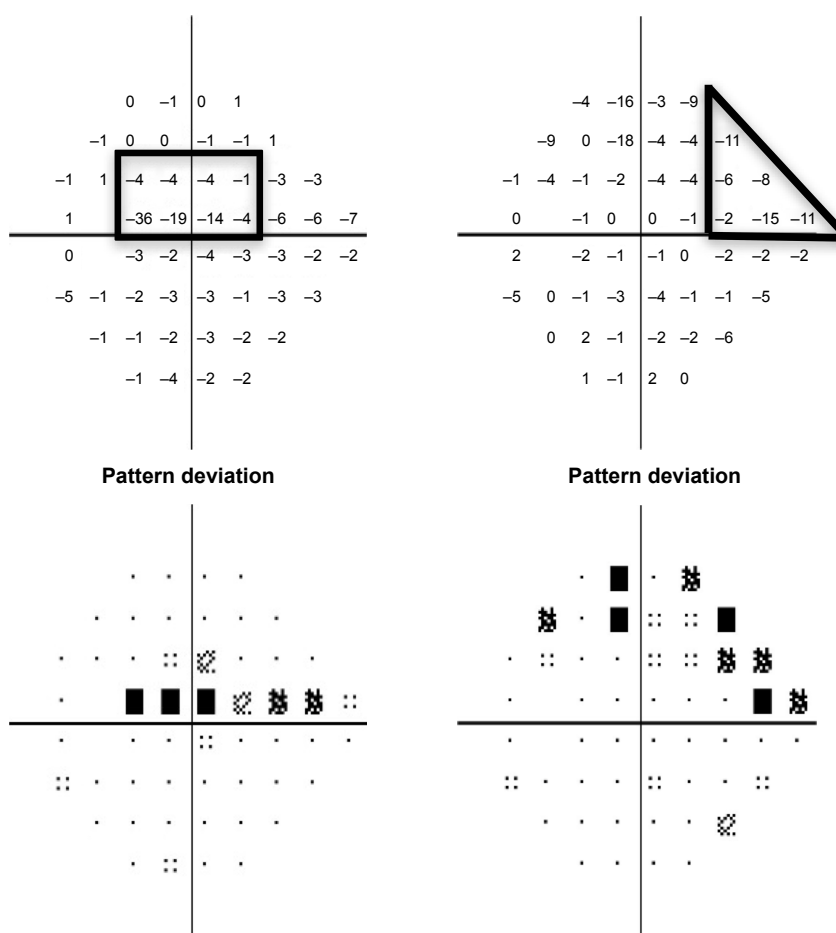 0 –1 0 1
–1 0 0 –1 –1 1
–1 1 –4 –4 –4 –1 –3 –3
1 –36 –19 –14 –4 –6 –6 –7
0 –3 –2 –4 –3 –3 –2 –2
–5 –1 –2 –3 –3 –1 –3 –3
–1 –1 –2 –3 –2 –2
–1 –4 –2 –2
Pattern deviation
–4 –16 –3 –9
–9 0 –18 –4 –4 –11
–1 –4 –1 –2 –4 –4 –6 –8
0 –1 0 0 –1 –2 –15 –11
2 –2 –1 –1 0 –2 –2 –2
–5 0 –1 –3 –4 –1 –1 –5
0 2 –1 –2 –2 –6
1 –1 2 0
Pattern deviation